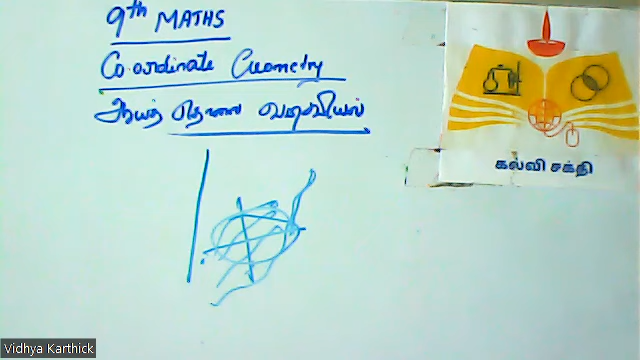 9th MATHS
Co-ordinate Geometry
ஆயத் தொலை வடிவியல்
கல்வி சக்தி
Vidhya Karthick